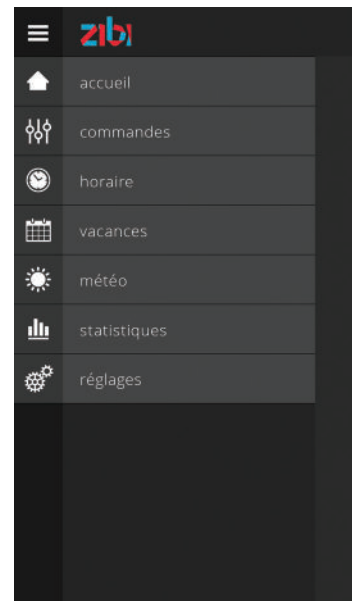 zibi
accueil
commandes
horaire
vacances
météo
statistiques
réglages